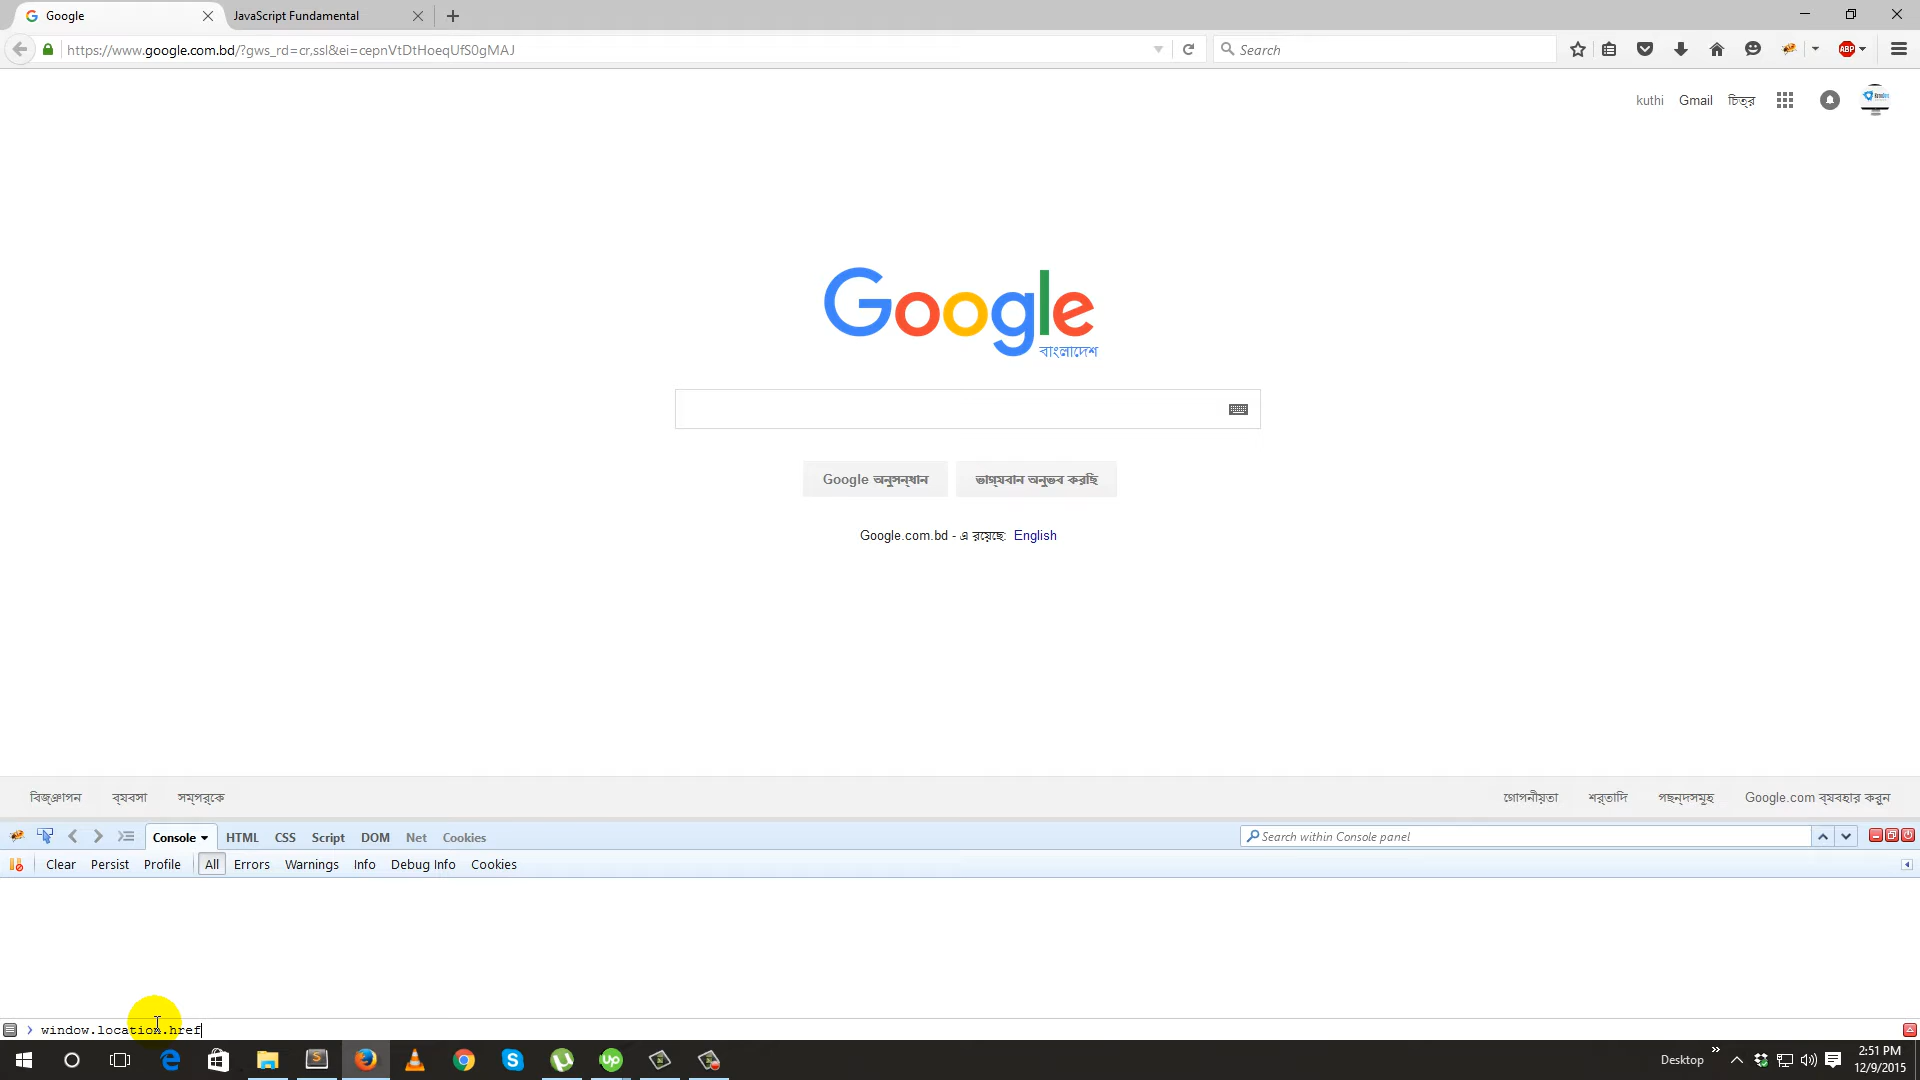 Google
JavaScript Fundamental
https://www.google.com.bd/?gws_rd=cr,ssl&ei=cepnVtDtHoeqUfS0gMAJ
Search
ABP
kuthi Gmail চিত্র
Google
বাংলাদেশ
Google অনুসন্ধান ভাগ্যবান অনুভব করছি
Google.com.bd - এ রয়েছে: English
বিজ্ঞাপন ব্যবসা সম্পর্কে গোপনীয়তা শর্তাদি পছন্দসমূহ Google.com ব্যবহার করুন
Console HTML CSS Script DOM Net Cookies Search within Console panel
Clear Persist Profile All Errors Warnings Info Debug Info Cookies
window.location.href
Desktop
2:51 PM
12/9/2015